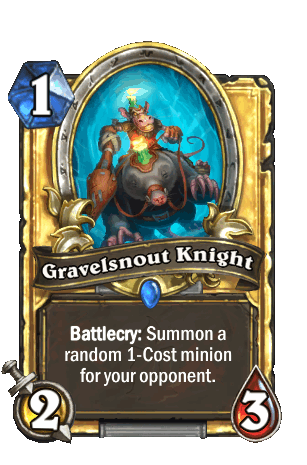 1
Gravelsnout Knight
Battlecry: Summon a
random 1-Cost minion
for your opponent.
2
3